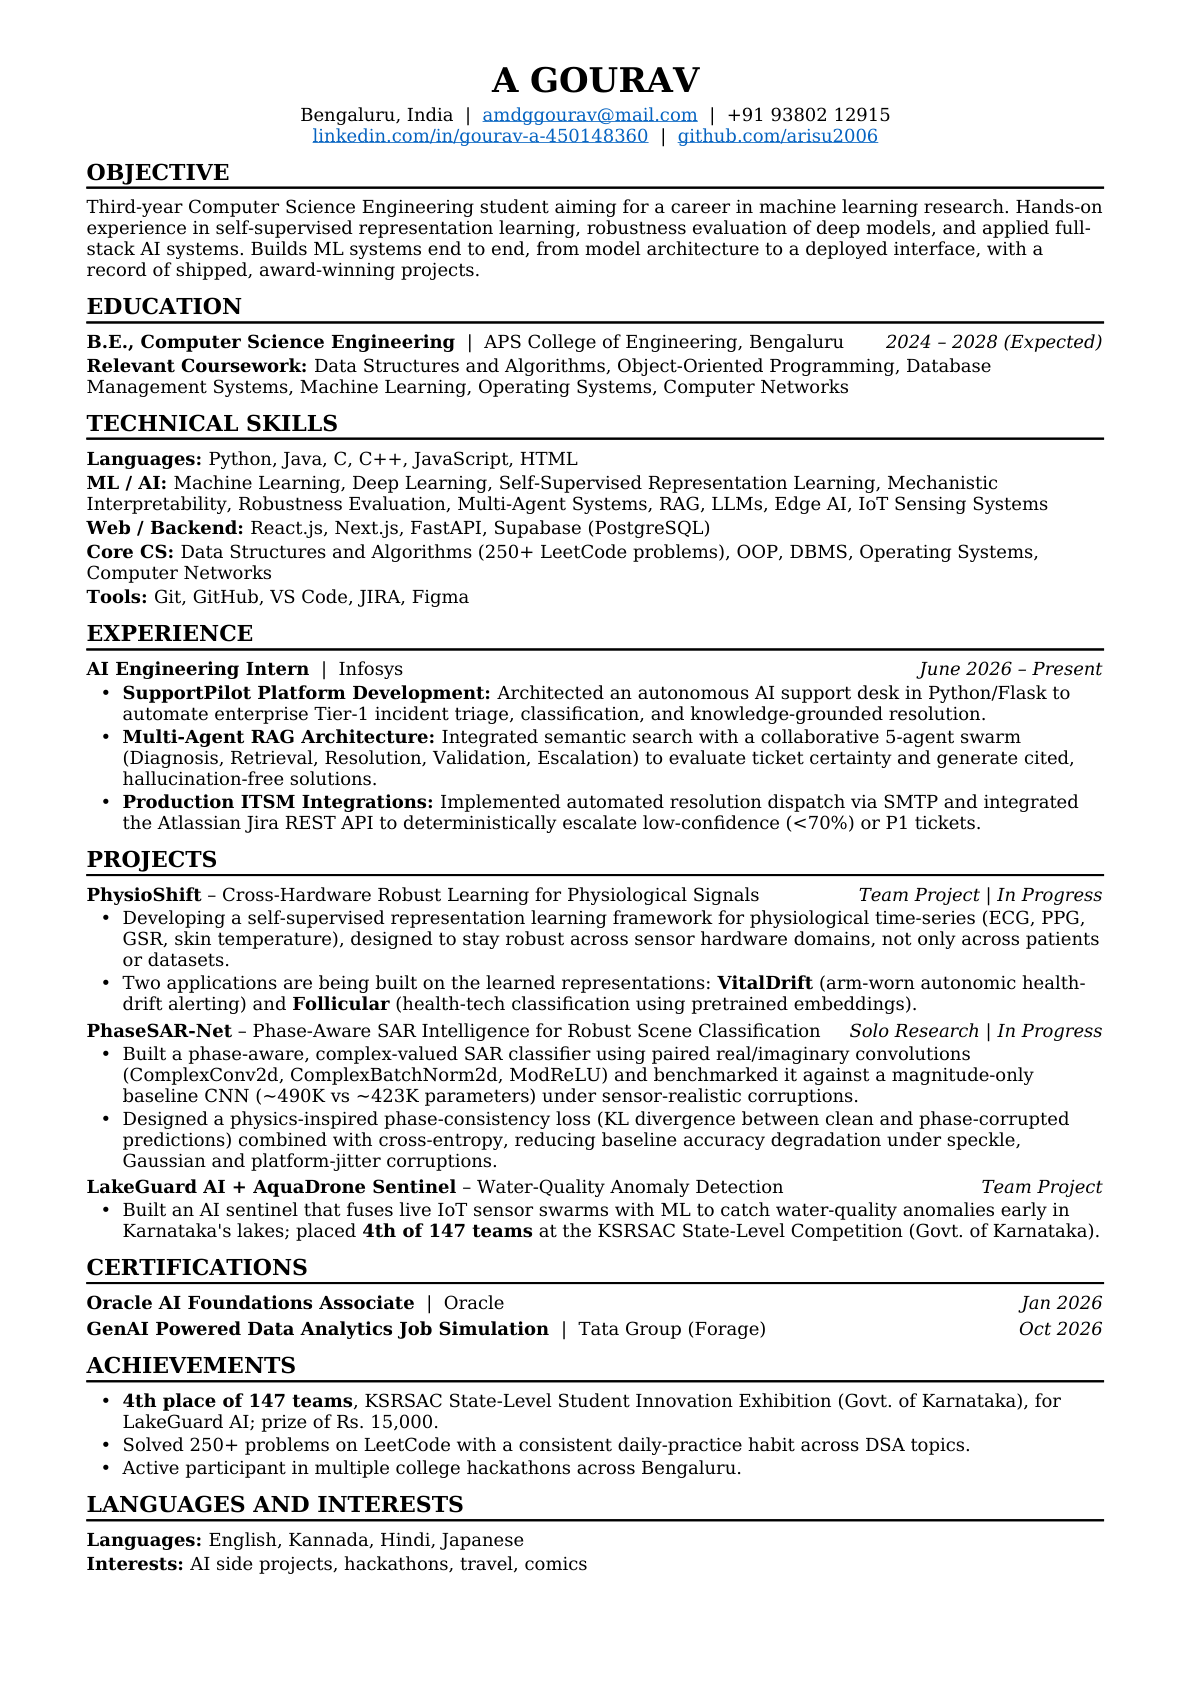 A GOURAV
Bengaluru, India | amdggourav@mail.com | +91 93802 12915
linkedin.com/in/gourav-a-450148360 | github.com/arisu2006
OBJECTIVE
Third-year Computer Science Engineering student aiming for a career in machine learning research. Hands-on
experience in self-supervised representation learning, robustness evaluation of deep models, and applied full-
stack AI systems. Builds ML systems end to end, from model architecture to a deployed interface, with a
record of shipped, award-winning projects.
EDUCATION
B.E., Computer Science Engineering | APS College of Engineering, Bengaluru 2024 – 2028 (Expected)
Relevant Coursework: Data Structures and Algorithms, Object-Oriented Programming, Database
Management Systems, Machine Learning, Operating Systems, Computer Networks
TECHNICAL SKILLS
Languages: Python, Java, C, C++, JavaScript, HTML
ML / AI: Machine Learning, Deep Learning, Self-Supervised Representation Learning, Mechanistic
Interpretability, Robustness Evaluation, Multi-Agent Systems, RAG, LLMs, Edge AI, IoT Sensing Systems
Web / Backend: React.js, Next.js, FastAPI, Supabase (PostgreSQL)
Core CS: Data Structures and Algorithms (250+ LeetCode problems), OOP, DBMS, Operating Systems,
Computer Networks
Tools: Git, GitHub, VS Code, JIRA, Figma
EXPERIENCE
AI Engineering Intern | Infosys June 2026 – Present
• SupportPilot Platform Development: Architected an autonomous AI support desk in Python/Flask to
automate enterprise Tier-1 incident triage, classification, and knowledge-grounded resolution.
• Multi-Agent RAG Architecture: Integrated semantic search with a collaborative 5-agent swarm
(Diagnosis, Retrieval, Resolution, Validation, Escalation) to evaluate ticket certainty and generate cited,
hallucination-free solutions.
• Production ITSM Integrations: Implemented automated resolution dispatch via SMTP and integrated
the Atlassian Jira REST API to deterministically escalate low-confidence (<70%) or P1 tickets.
PROJECTS
PhysioShift – Cross-Hardware Robust Learning for Physiological Signals Team Project | In Progress
• Developing a self-supervised representation learning framework for physiological time-series (ECG, PPG,
GSR, skin temperature), designed to stay robust across sensor hardware domains, not only across patients
or datasets.
• Two applications are being built on the learned representations: VitalDrift (arm-worn autonomic health-
drift alerting) and Follicular (health-tech classification using pretrained embeddings).
PhaseSAR-Net – Phase-Aware SAR Intelligence for Robust Scene Classification Solo Research | In Progress
• Built a phase-aware, complex-valued SAR classifier using paired real/imaginary convolutions
(ComplexConv2d, ComplexBatchNorm2d, ModReLU) and benchmarked it against a magnitude-only
baseline CNN (~490K vs ~423K parameters) under sensor-realistic corruptions.
• Designed a physics-inspired phase-consistency loss (KL divergence between clean and phase-corrupted
predictions) combined with cross-entropy, reducing baseline accuracy degradation under speckle,
Gaussian and platform-jitter corruptions.
LakeGuard AI + AquaDrone Sentinel – Water-Quality Anomaly Detection Team Project
• Built an AI sentinel that fuses live IoT sensor swarms with ML to catch water-quality anomalies early in
Karnataka's lakes; placed 4th of 147 teams at the KSRSAC State-Level Competition (Govt. of Karnataka).
CERTIFICATIONS
Oracle AI Foundations Associate | Oracle Jan 2026
GenAI Powered Data Analytics Job Simulation | Tata Group (Forage) Oct 2026
ACHIEVEMENTS
• 4th place of 147 teams, KSRSAC State-Level Student Innovation Exhibition (Govt. of Karnataka), for
LakeGuard AI; prize of Rs. 15,000.
• Solved 250+ problems on LeetCode with a consistent daily-practice habit across DSA topics.
• Active participant in multiple college hackathons across Bengaluru.
LANGUAGES AND INTERESTS
Languages: English, Kannada, Hindi, Japanese
Interests: AI side projects, hackathons, travel, comics